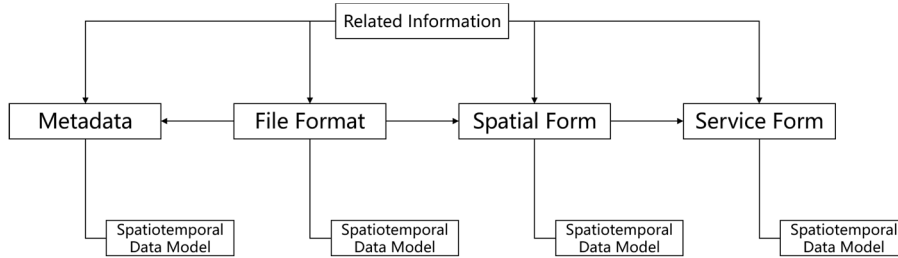 Related Information
Metadata
File Format
Spatial Form
Service Form
Spatiotemporal
Data Model
Spatiotemporal
Data Model
Spatiotemporal
Data Model
Spatiotemporal
Data Model